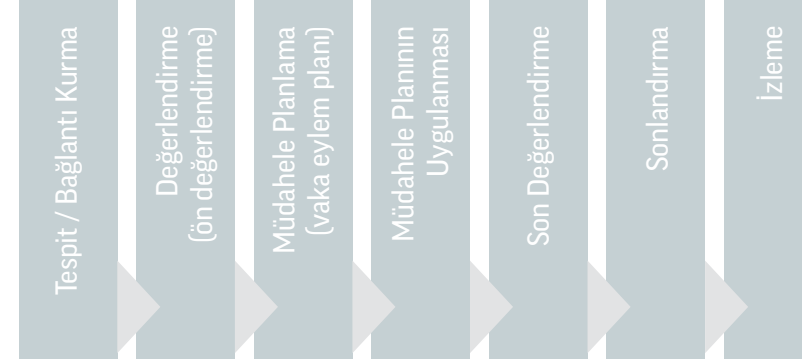 Tespit / Bağlantı Kurma
Değerlendirme
(ön değerlendirme)
Müdahele Planlama
(vaka eylem planı)
Müdahele Planının
Uygulanması
Son Değerlendirme
Sonlandırma
İzleme